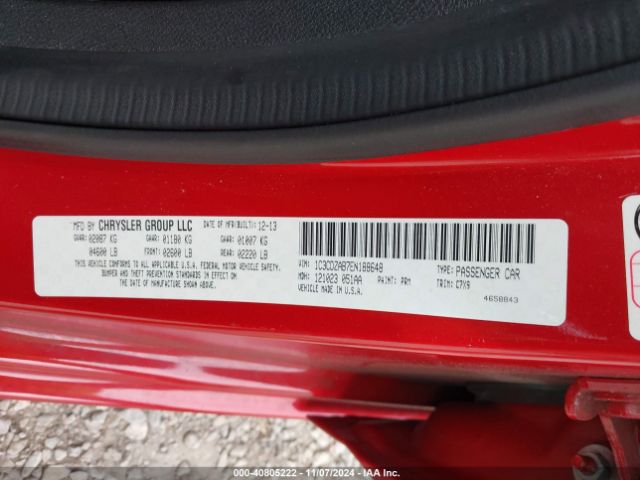 MFD BY CHRYSLER GROUP LLC DATE OF MFR(BUILT): 12-13
GVWR: 02087 KG GAWR: 01180 KG GAWR: 01007 KG
04600 LB FRONT: 02600 LB REAR: 02220 LB
THIS VEHICLE CONFORMS TO ALL APPLICABLE U.S.A. FEDERAL MOTOR VEHICLE SAFETY,
BUMPER AND THEFT PREVENTION STANDARDS IN EFFECT ON
THE DATE OF MANUFACTURE SHOWN ABOVE.
VIN: 1C3CDZAB7EN188648 TYPE: PASSENGER CAR
MDH: 121023 051AA PAINT: PRM TRIM: C7X9
VEHICLE MADE IN U.S.A. 4658843
000-40805222 - 11/07/2024 - IAA Inc.